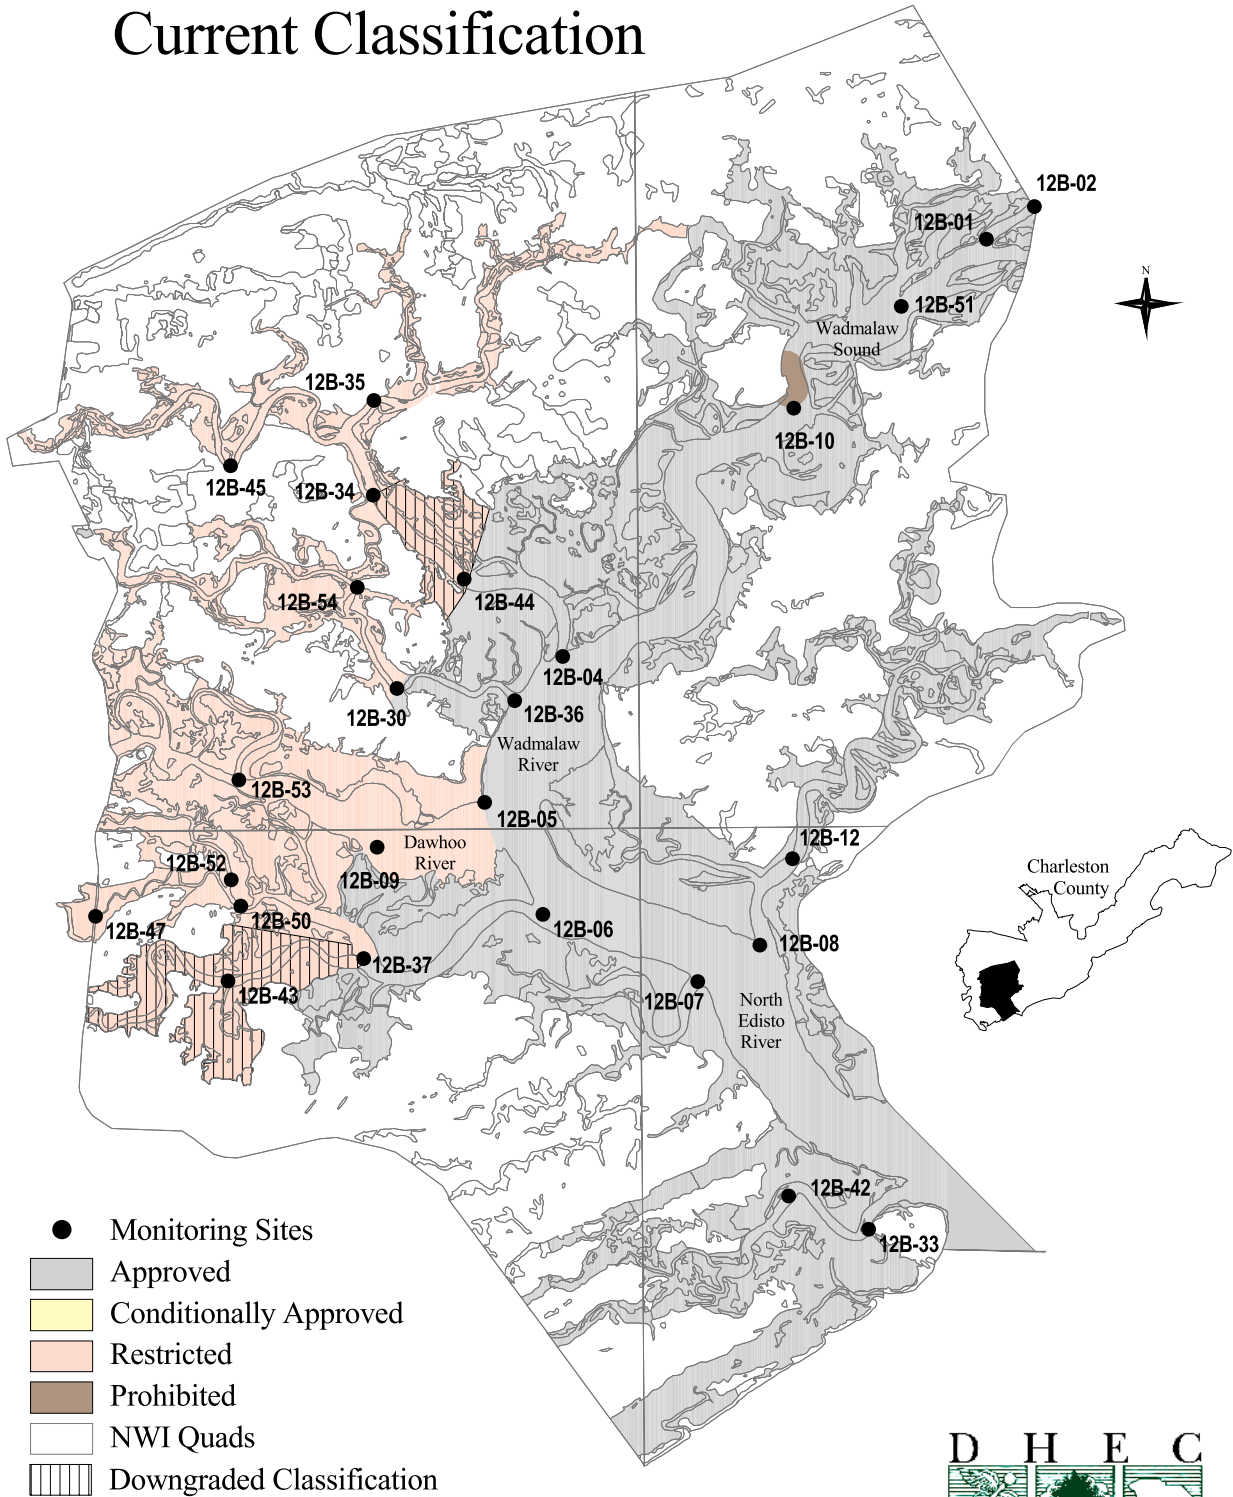 Current Classification
12B-02
12B-01
N
12B-51
Wadmalaw
Sound
12B-35
12B-10
12B-45
12B-34
12B-54
12B-44
12B-04
12B-30
12B-36
Wadmalaw
River
12B-53
12B-05
12B-12
Dawhoo
River
12B-52
12B-09
Charleston
County
12B-50
12B-47
12B-06
12B-08
12B-37
12B-43
12B-07
North
Edisto
River
12B-42
12B-33
Monitoring Sites
Approved
Conditionally Approved
Restricted
Prohibited
NWI Quads
Downgraded Classification
D H E C